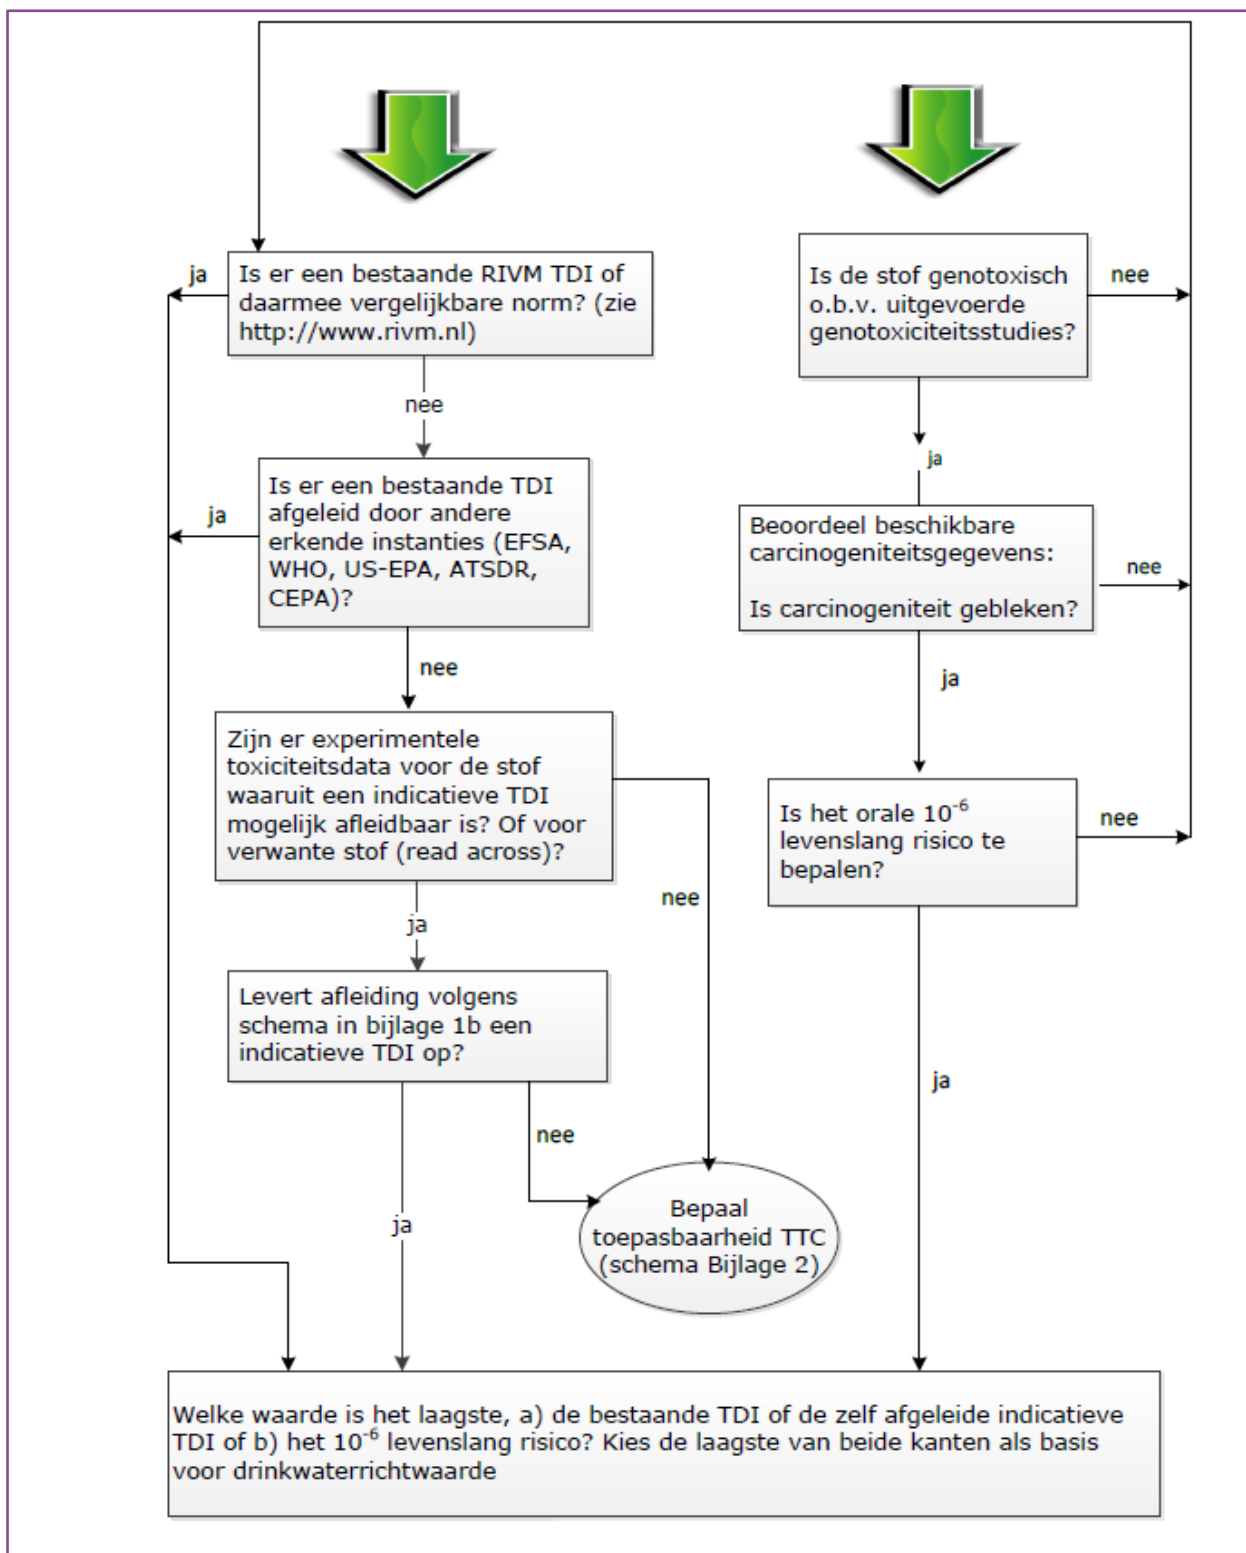 ja
Is er een bestaande RIVM TDI of
daarmee vergelijkbare norm? (zie
http://www.rivm.nl)
nee
Is er een bestaande TDI
afgeleid door andere
erkende instanties (EFSA,
WHO, US-EPA, ATSDR,
CEPA)?
ja
nee
Zijn er experimentele
toxiciteitsdata voor de stof
waaruit een indicatieve TDI
mogelijk afleidbaar is? Of voor
verwante stof (read across)?
nee
ja
Levert afleiding volgens
schema in bijlage 1b een
indicatieve TDI op?
nee
ja
Bepaal
toepasbaarheid TTC
(schema Bijlage 2)
Is de stof genotoxisch
o.b.v. uitgevoerde
genotoxiciteitsstudies?
nee
ja
Beoordeel beschikbare
carcinogeniteitsgegevens:
Is carcinogeniteit gebleken?
nee
ja
Is het orale 10⁻⁶
levenslang risico te
bepalen?
nee
ja
Welke waarde is het laagste, a) de bestaande TDI of de zelf afgeleide indicatieve
TDI of b) het 10⁻⁶ levenslang risico? Kies de laagste van beide kanten als basis
voor drinkwaterrichtwaarde